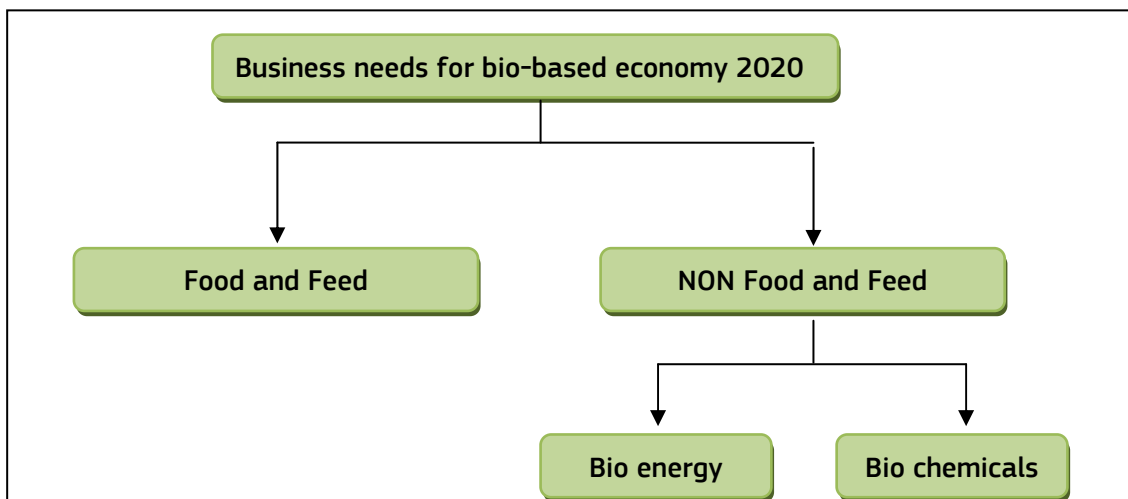 Business needs for bio-based economy 2020
Food and Feed
NON Food and Feed
Bio energy
Bio chemicals